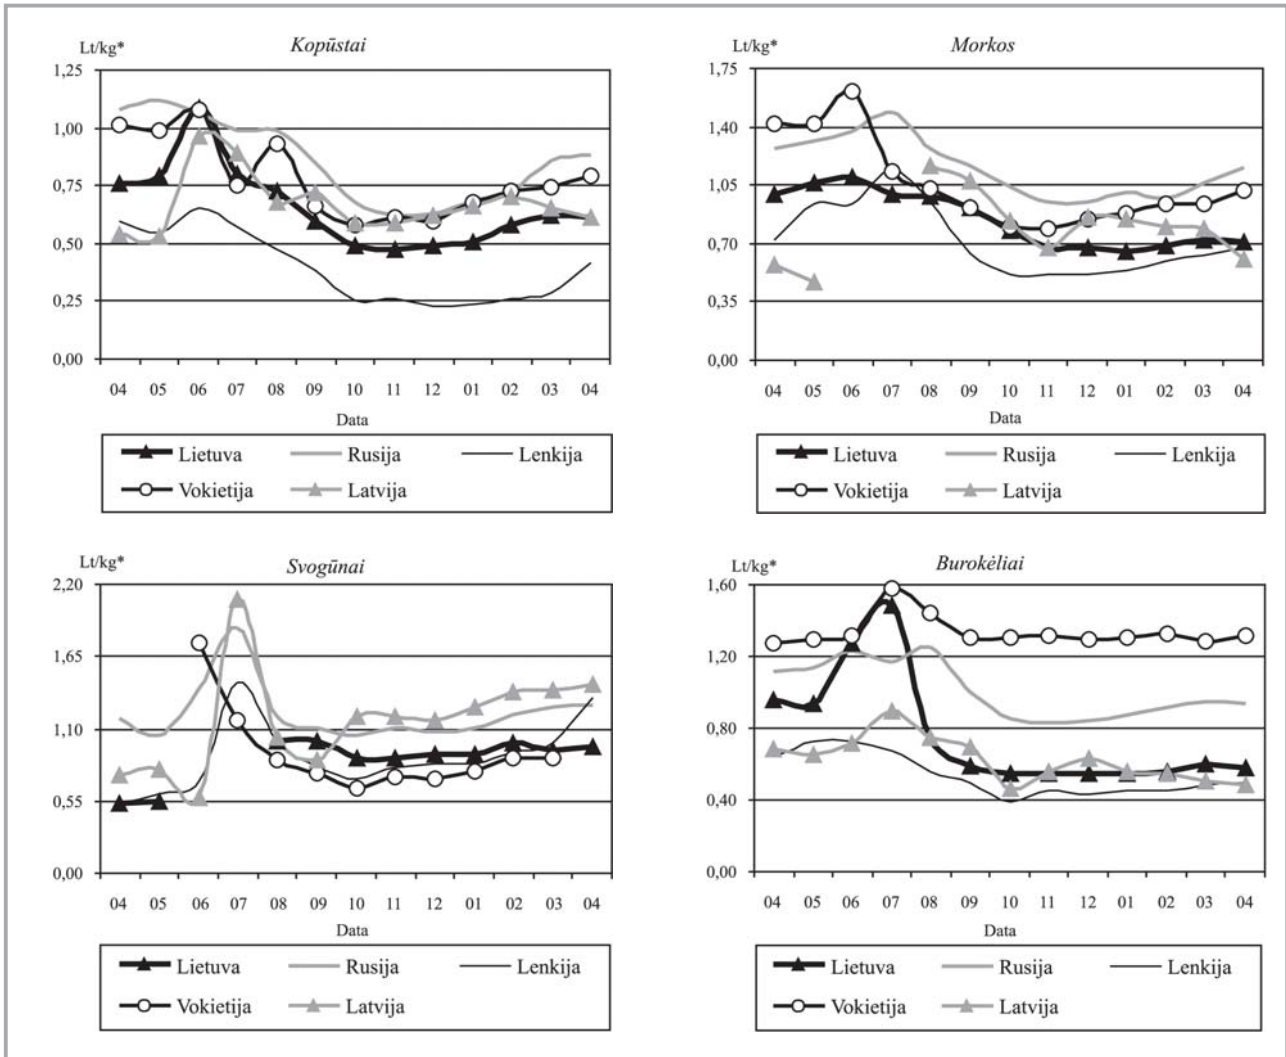 Lt/kg* Kopūstai
1,25
1,00
0,75
0,50
0,25
0,00
04 05 06 07 08 09 10 11 12 01 02 03 04
Data
Lietuva Rusija Lenkija
Vokietija Latvija
Lt/kg* Morkos
1,75
1,40
1,05
0,70
0,35
0,00
04 05 06 07 08 09 10 11 12 01 02 03 04
Data
Lietuva Rusija Lenkija
Vokietija Latvija
Lt/kg* Svogūnai
2,20
1,65
1,10
0,55
0,00
04 05 06 07 08 09 10 11 12 01 02 03 04
Data
Lietuva Rusija Lenkija
Vokietija Latvija
Lt/kg* Burokėliai
1,60
1,20
0,80
0,40
0,00
04 05 06 07 08 09 10 11 12 01 02 03 04
Data
Lietuva Rusija Lenkija
Vokietija Latvija